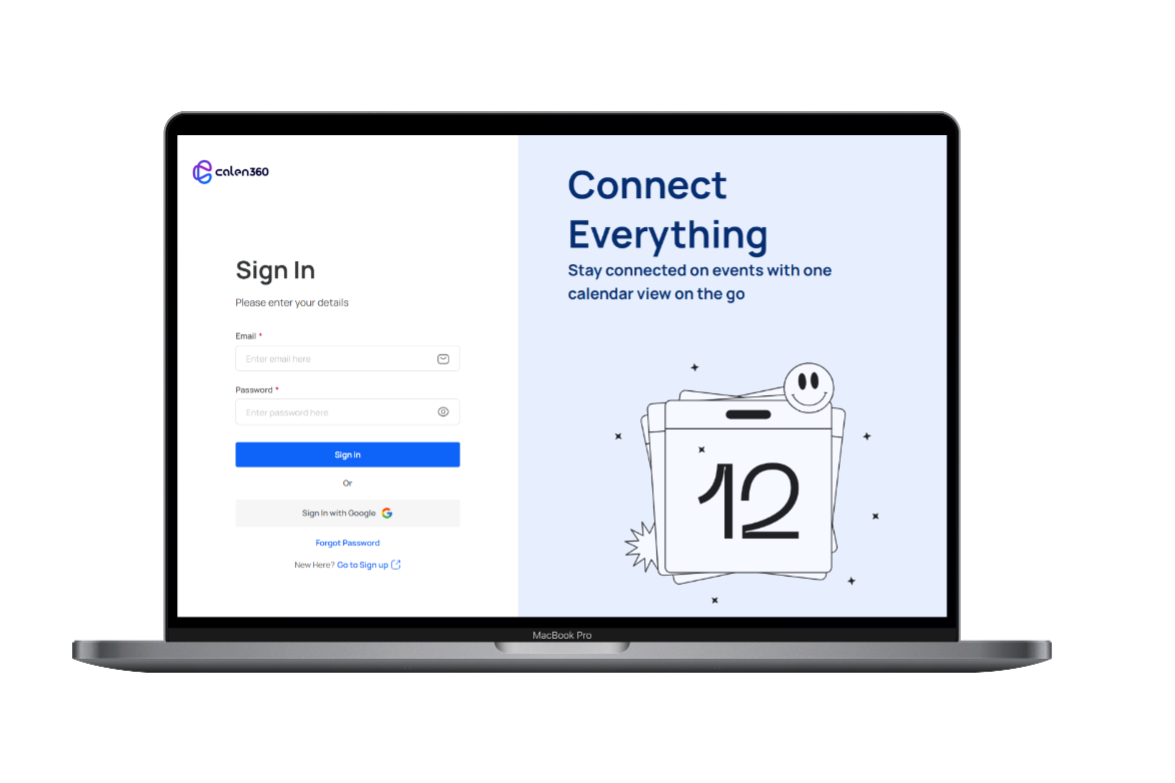 calen360
Sign In
Please enter your details
Email *
Enter email here
Password *
Enter password here
Sign in
Or
Sign In with Google
Forgot Password
New Here? Go to Sign up
Connect
Everything
Stay connected on events with one
calendar view on the go
12
MacBook Pro